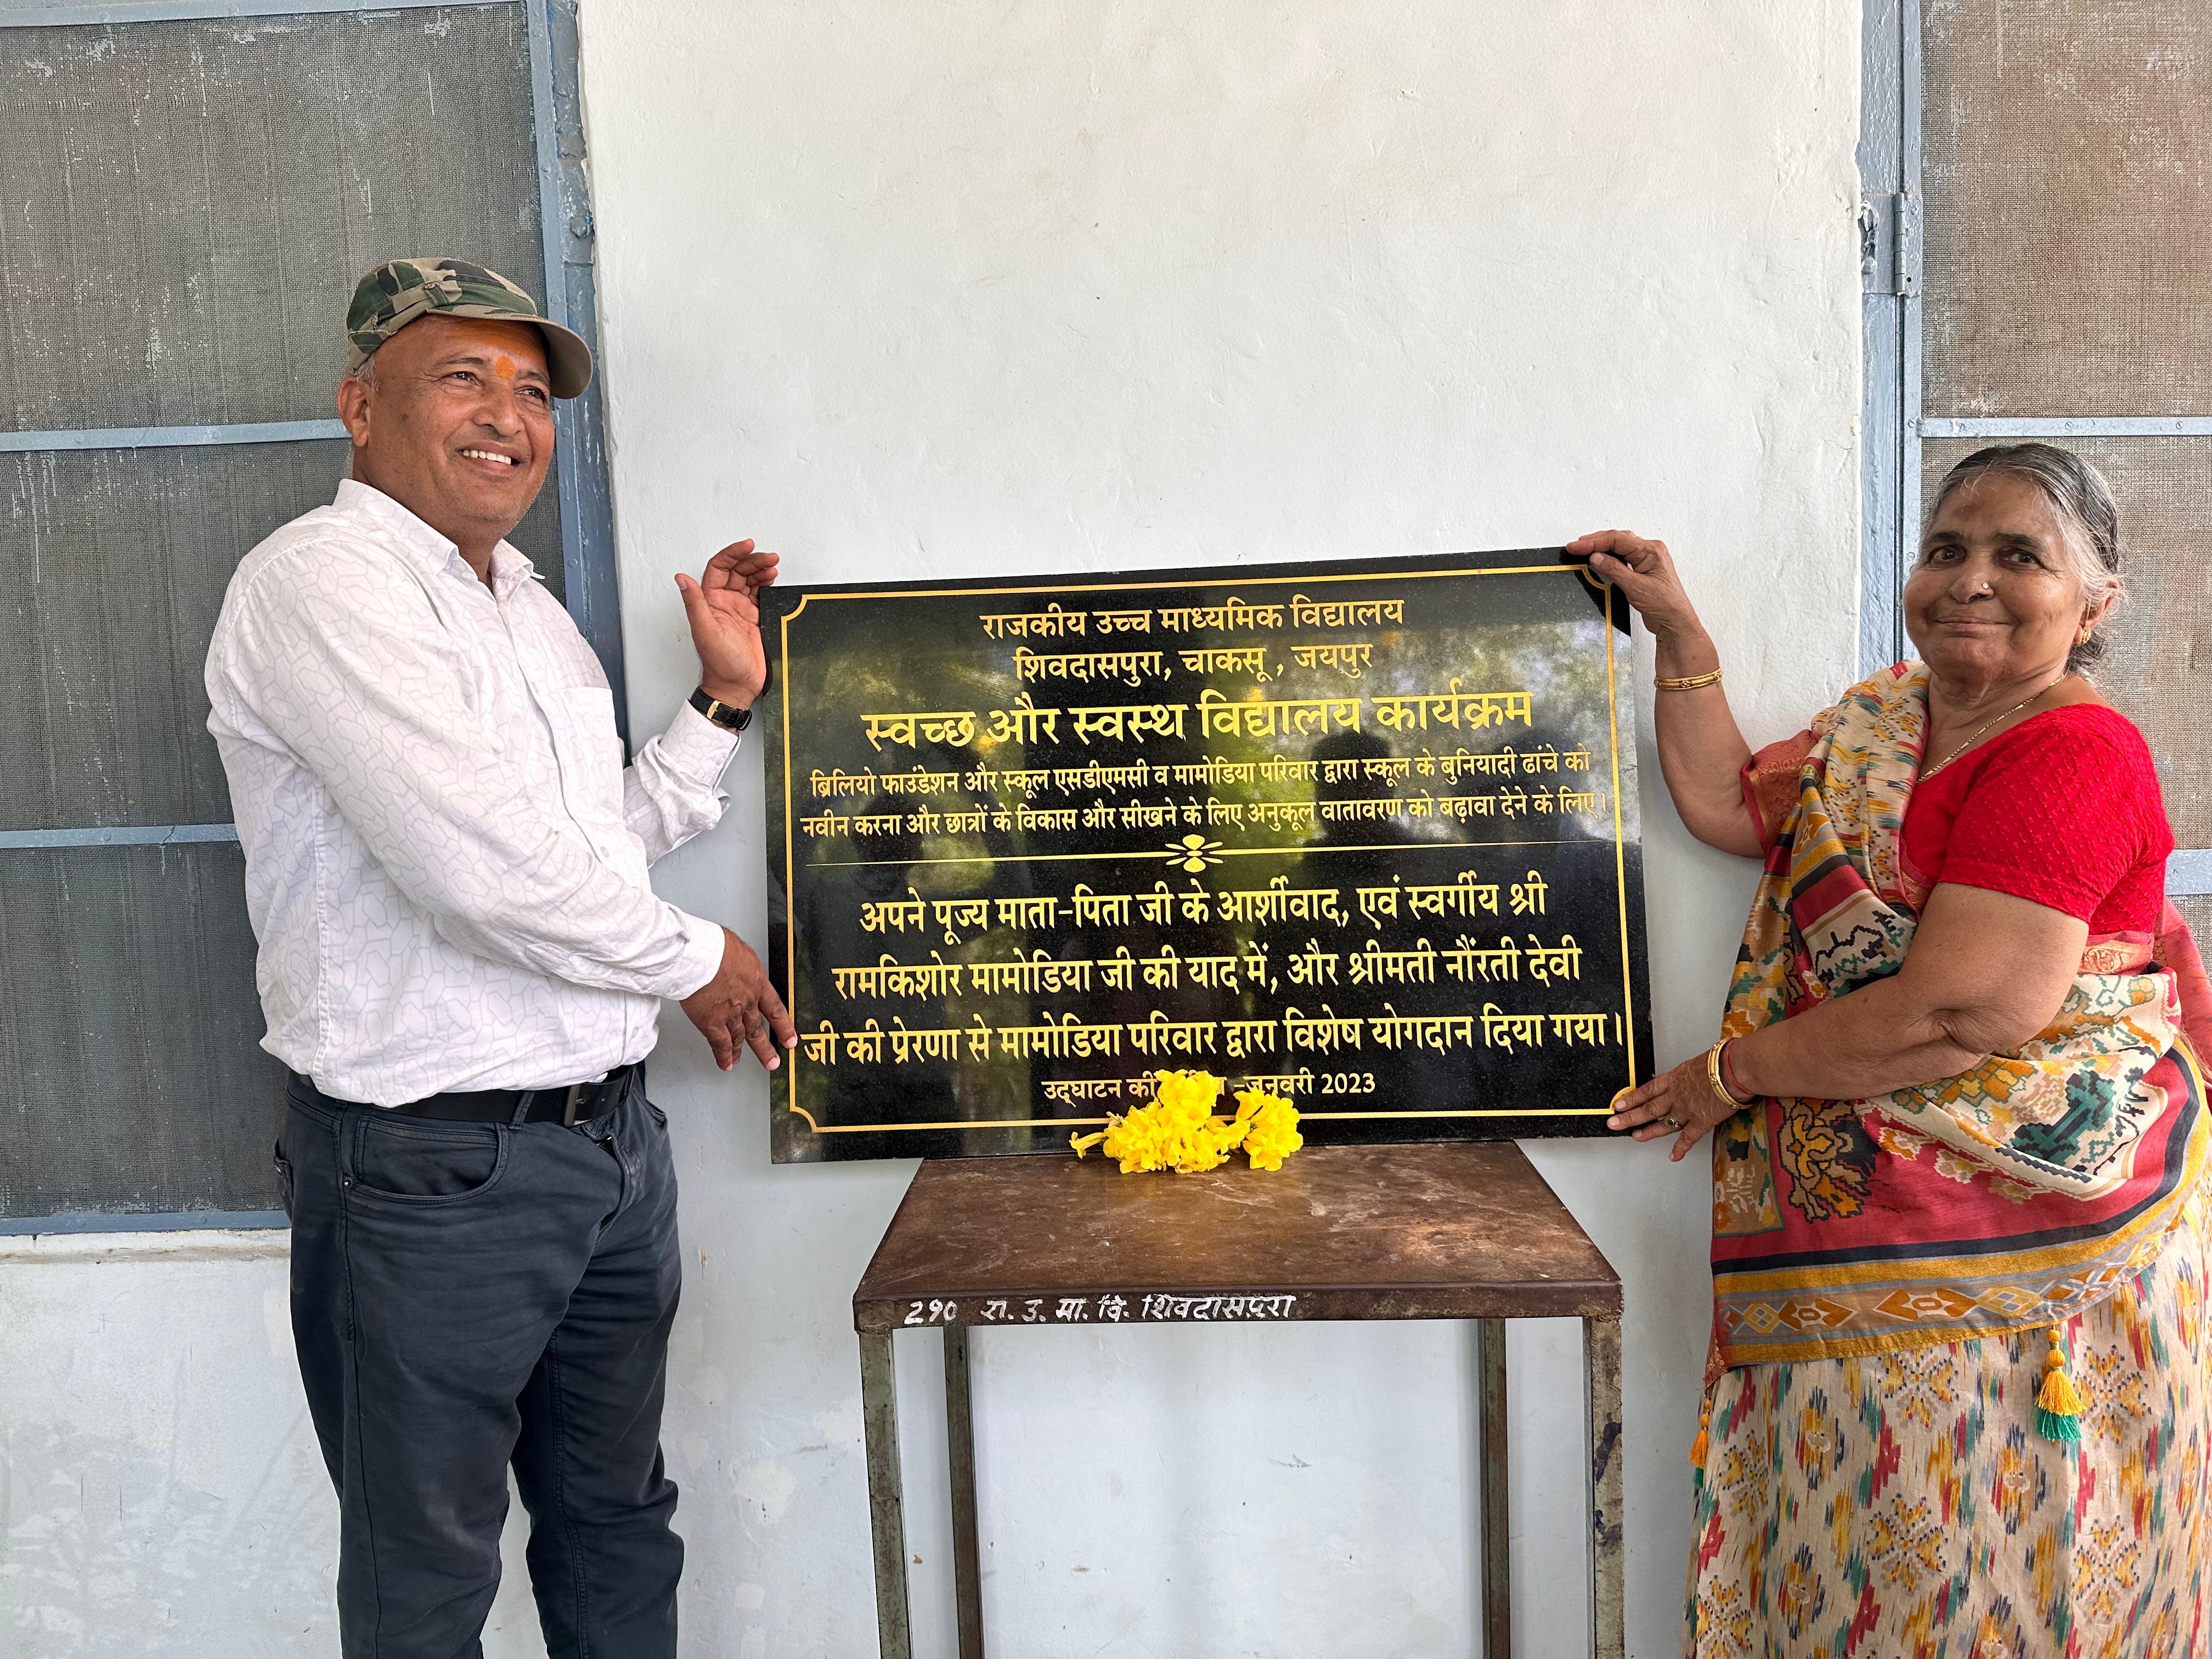 राजकीय उच्च माध्यमिक विद्यालय
शिवदासपुरा, चाकसू , जयपुर
स्वच्छ और स्वस्थ विद्यालय कार्यक्रम
ब्रिलियो फाउंडेशन और स्कूल एसडीएमसी व मामोडिया परिवार द्वारा स्कूल के बुनियादी ढांचे को
नवीन करना और छात्रों के विकास और सीखने के लिए अनुकूल वातावरण को बढ़ावा देने के लिए।
अपने पूज्य माता-पिता जी के आर्शीवाद, एवं स्वर्गीय श्री
रामकिशोर मामोडिया जी की याद में, और श्रीमती नौंरती देवी
जी की प्रेरणा से मामोडिया परिवार द्वारा विशेष योगदान दिया गया।
उद्घाटन की -जनवरी 2023
290 रा. उ. मा. वि. शिवदासपुरा